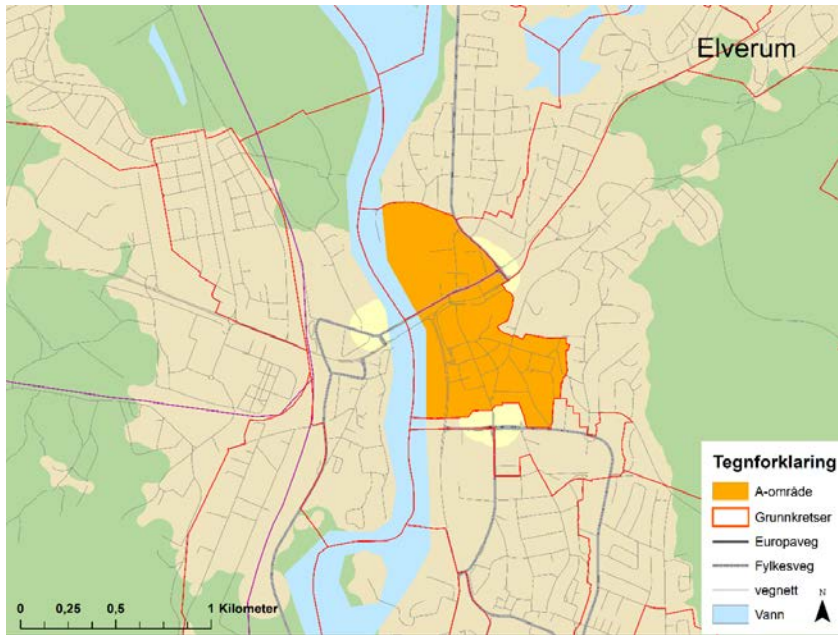 Elverum
Tegnforklaring
A-område
Grunnkretser
Europaveg
Fylkesveg
vegnett
Vann
N
0 0,25 0,5 1 Kilometer